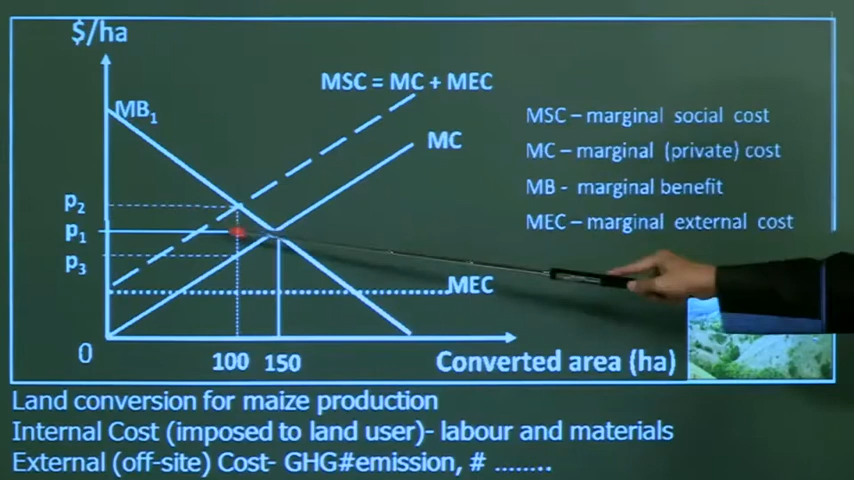 $/ha
MB1
MSC = MC + MEC
MC
MSC – marginal social cost
MC – marginal (private) cost
MB - marginal benefit
MEC – marginal external cost
p2
p1
p3
MEC
0
100 150
Converted area (ha)
Land conversion for maize production
Internal Cost (imposed to land user)- labour and materials
External (off-site) Cost- GHG#emission, # ........